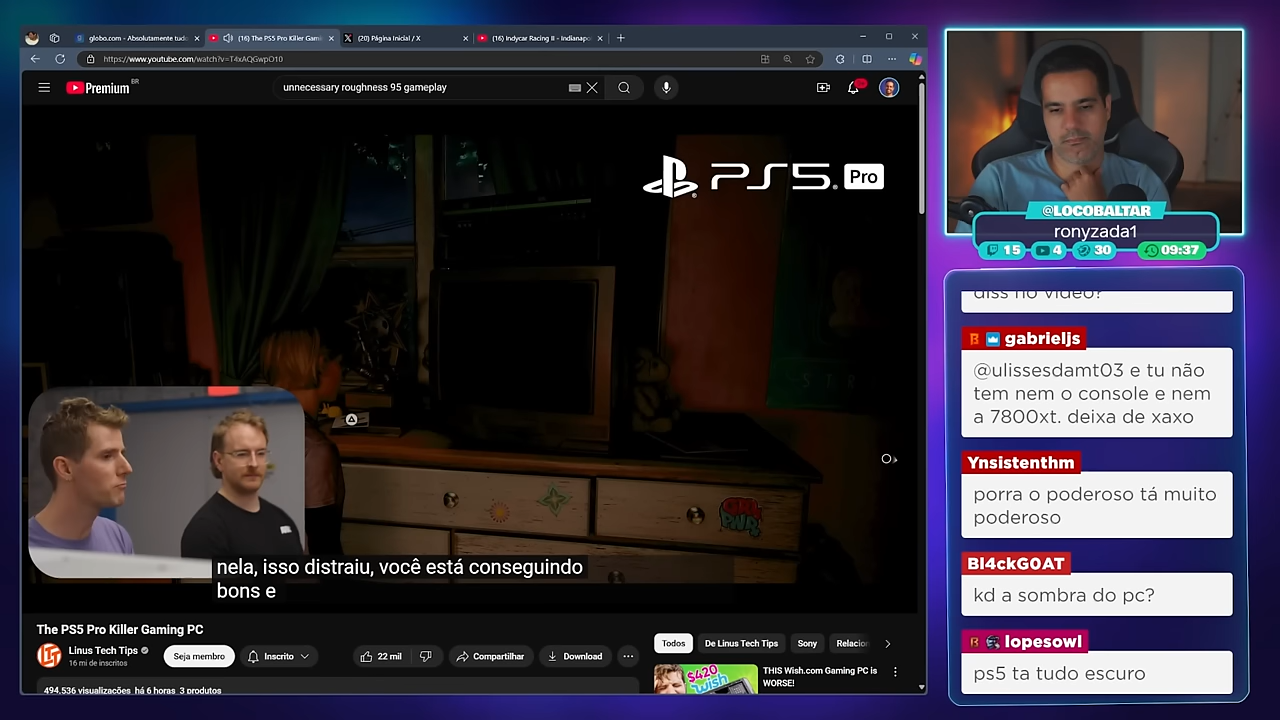 globo.com - Absolutamente tudo
(16) The PS5 Pro Killer Gami
(20) Página Inicial / X
(16) Indycar Racing II - Indianapol
https://www.youtube.com/watch?v=T4xAQGwpO10
Premium BR
unnecessary roughness 95 gameplay
PS5 Pro
GRL PWR
nela, isso distraiu, você está conseguindo
bons e
The PS5 Pro Killer Gaming PC
Linus Tech Tips
16 mi de inscritos
Seja membro
Inscrito
22 mil
Compartilhar
Download
494.536 visualizações há 6 horas 3 produtos
Todos
De Linus Tech Tips
Sony
Relacion
$420
wish
THIS Wish.com Gaming PC is
WORSE!
@LOCOBALTAR
ronyzada1
15
4
30
09:37
diss no vídeo?
gabrieljs
@ulissesdamt03 e tu não
tem nem o console e nem
a 7800xt. deixa de xaxo
Ynsistenthm
porra o poderoso tá muito
poderoso
Bl4ckG0AT
kd a sombra do pc?
lopesowl
ps5 ta tudo escuro